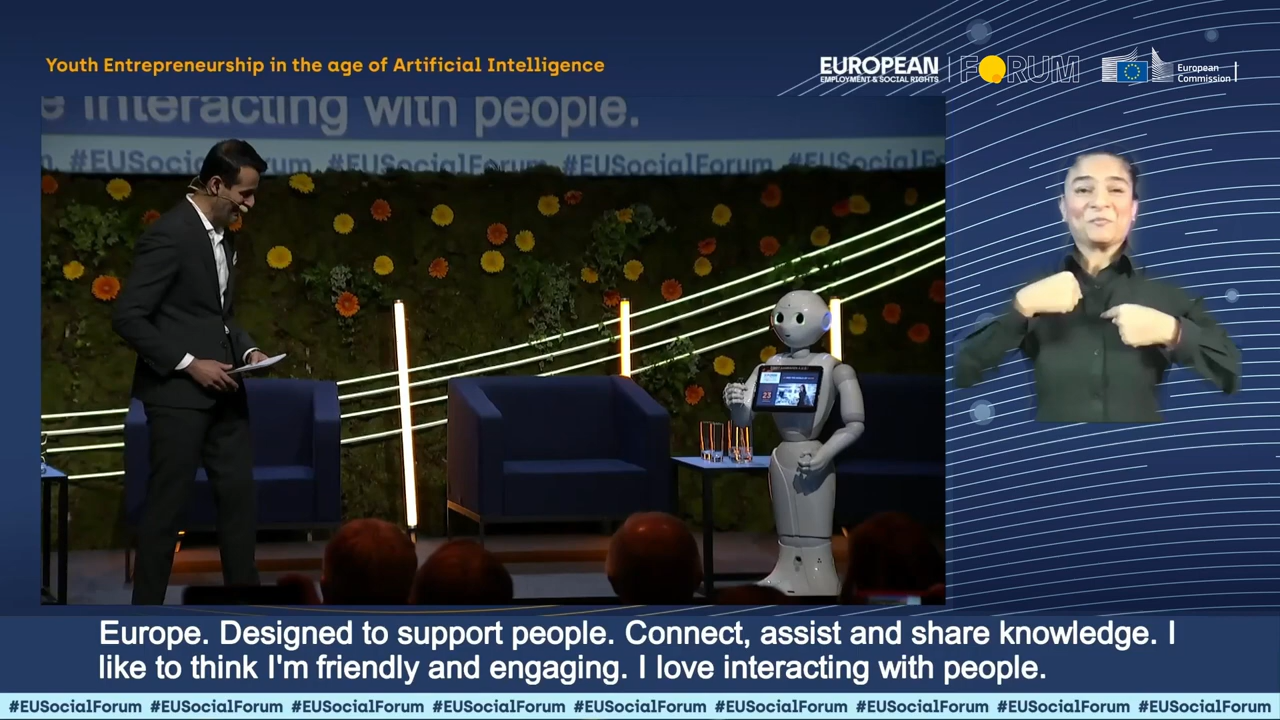 Youth Entrepreneurship in the age of Artificial Intelligence
EUROPEAN
EMPLOYMENT & SOCIAL RIGHTS
FORUM
European
Commission
e interacting with people.
#EUSocialForum #EUSocialForum #EUSocialF
23
Europe. Designed to support people. Connect, assist and share knowledge. I
like to think I'm friendly and engaging. I love interacting with people.
#EUSocialForum #EUSocialForum #EUSocialForum #EUSocialForum #EUSocialForum #EUSocialForum #EUSocialForum #EUSocialForum #EUSocialForum